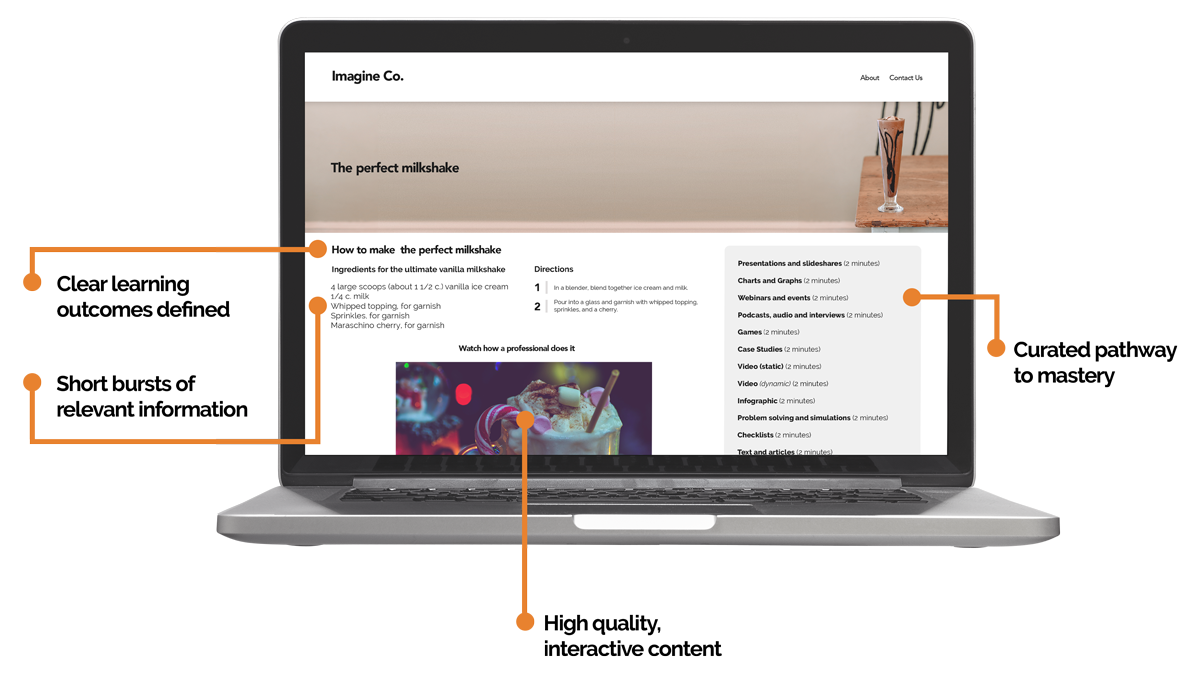 Imagine Co.
About Contact Us
The perfect milkshake
How to make the perfect milkshake
Ingredients for the ultimate vanilla milkshake
4 large scoops (about 1 1/2 c.) vanilla ice cream
1/4 c. milk
Whipped topping, for garnish
Sprinkles. for garnish
Maraschino cherry, for garnish
Directions
1 In a blender, blend together ice cream and milk.
2 Pour into a glass and garnish with whipped topping,
sprinkles, and a cherry.
Watch how a professional does it
Presentations and slideshares (2 minutes)
Charts and Graphs (2 minutes)
Webinars and events (2 minutes)
Podcasts, audio and interviews (2 minutes)
Games (2 minutes)
Case Studies (2 minutes)
Video (static) (2 minutes)
Video (dynamic) (2 minutes)
Infographic (2 minutes)
Problem solving and simulations (2 minutes)
Checklists (2 minutes)
Text and articles (2 minutes)
Clear learning
outcomes defined
Short bursts of
relevant information
Curated pathway
to mastery
High quality,
interactive content